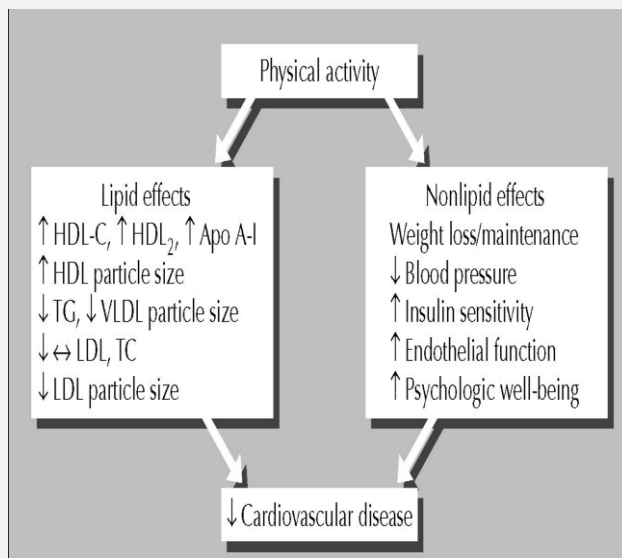 Physical activity
Lipid effects
↑HDL-C, ↑HDL₂, ↑Apo A-I
↑HDL particle size
↓TG, ↓VLDL particle size
↓↔LDL, TC
↓LDL particle size
Nonlipid effects
Weight loss/maintenance
↓Blood pressure
↑Insulin sensitivity
↑Endothelial function
↑Psychologic well-being
↓Cardiovascular disease